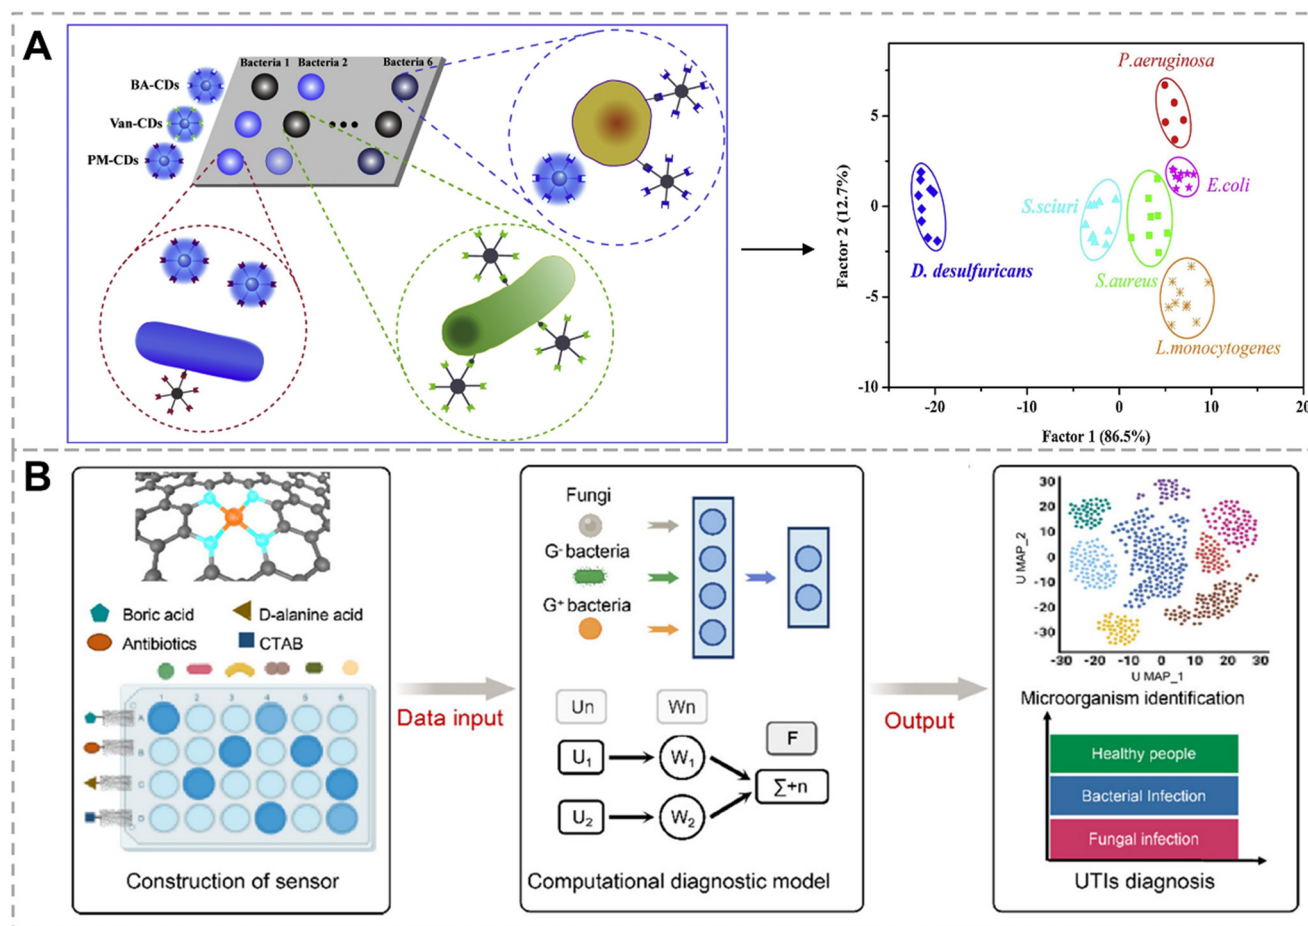 A
Bacteria 1 Bacteria 2 Bacteria 6
BA-CDs
Van-CDs
PM-CDs
P.aeruginosa
E.coli
S.sciuri
D. desulfuricans
S.aureus
L.monocytogenes
5
0
-5
-10
-20 -10 0 10 20
Factor 2 (12.7%)
Factor 1 (86.5%)
B
Boric acid
D-alanine acid
Antibiotics
CTAB
1 2 3 4 5 6
A
B
C
D
Construction of sensor
Data input
Fungi
G- bacteria
G+ bacteria
Un Wn
F
U1 W1
∑+n
U2 W2
Computational diagnostic model
Output
30
20
10
0
-10
-20
-30
-30 -20 -10 0 10 20 30
U MAP_2
U MAP_1
Microorganism identification
Healthy people
Bacterial Infection
Fungal infection
UTIs diagnosis